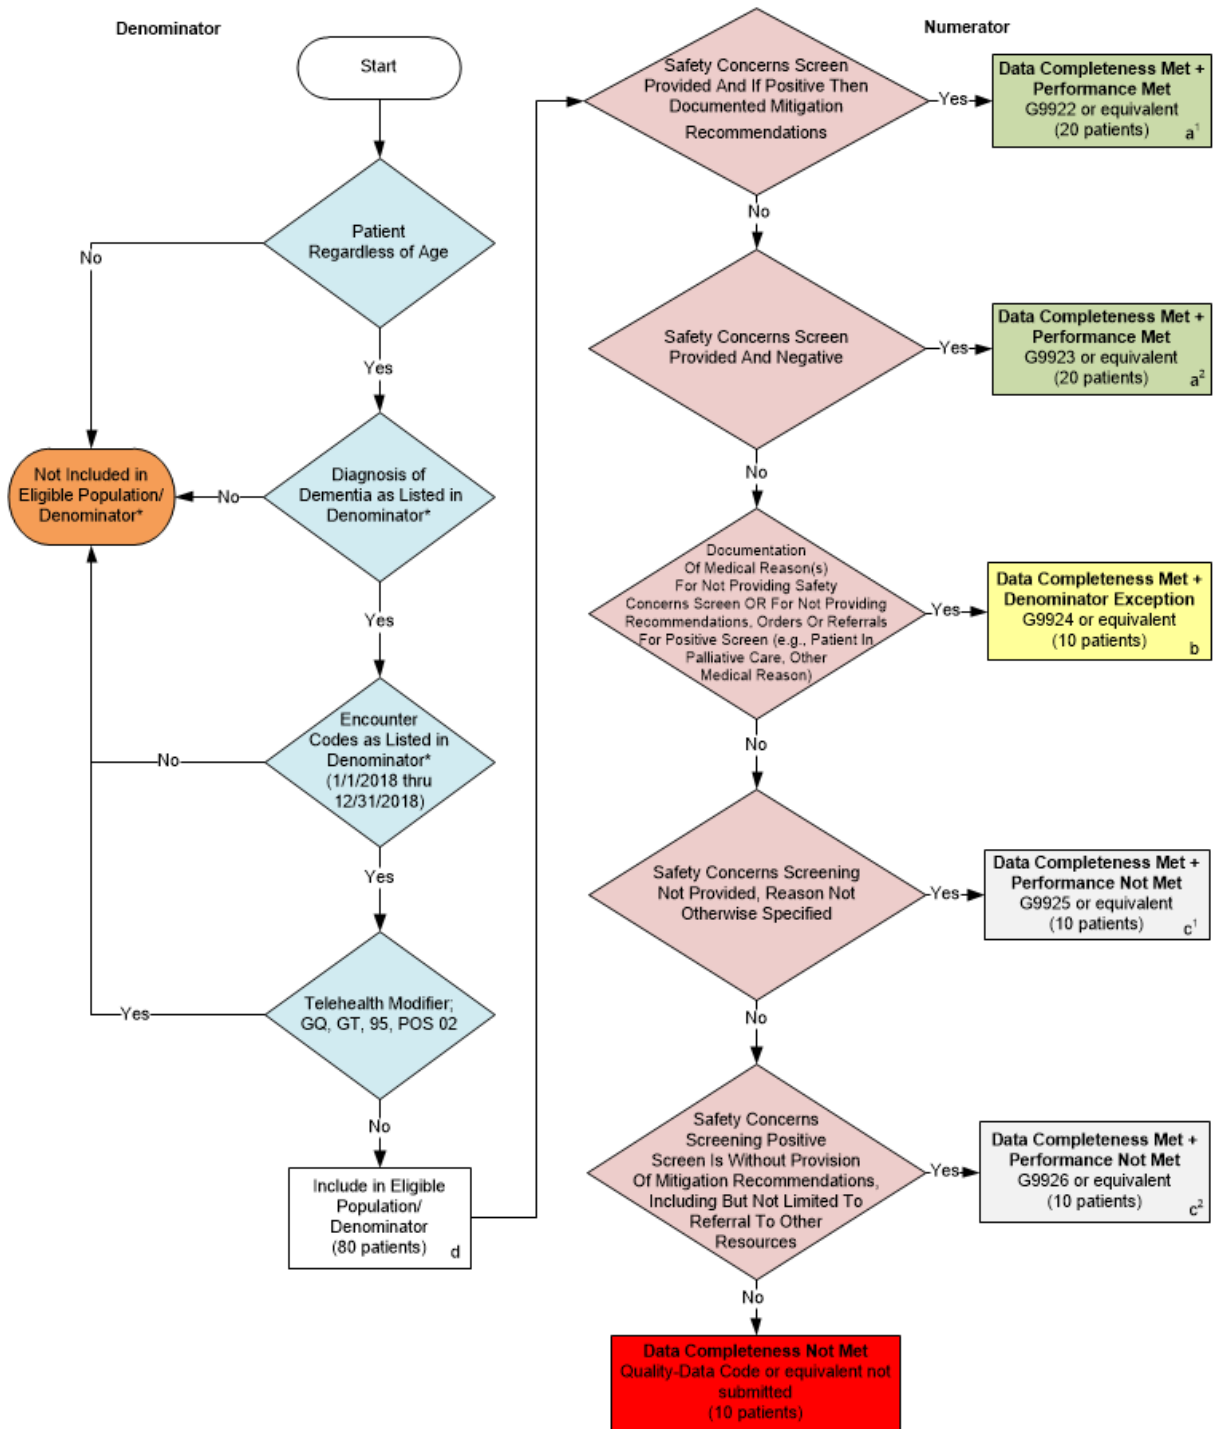 Denominator
Start
Patient
Regardless of Age
No
Yes
Not Included in
Eligible Population/
Denominator*
No
Diagnosis of
Dementia as Listed in
Denominator*
Yes
Encounter
Codes as Listed in
Denominator*
(1/1/2018 thru
12/31/2018)
No
Yes
Telehealth Modifier;
GQ, GT, 95, POS 02
Yes
No
Include in Eligible
Population/
Denominator
(80 patients)
d
Numerator
Safety Concerns Screen
Provided And If Positive Then
Documented Mitigation
Recommendations
Yes
Data Completeness Met +
Performance Met
G9922 or equivalent
(20 patients)
a¹
No
Safety Concerns Screen
Provided And Negative
Yes
Data Completeness Met +
Performance Met
G9923 or equivalent
(20 patients)
a²
No
Documentation
Of Medical Reason(s)
For Not Providing Safety
Concerns Screen OR For Not Providing
Recommendations, Orders Or Referrals
For Positive Screen (e.g., Patient In
Palliative Care, Other
Medical Reason)
Yes
Data Completeness Met +
Denominator Exception
G9924 or equivalent
(10 patients)
b
No
Safety Concerns Screening
Not Provided, Reason Not
Otherwise Specified
Yes
Data Completeness Met +
Performance Not Met
G9925 or equivalent
(10 patients)
c¹
No
Safety Concerns
Screening Positive
Screen Is Without Provision
Of Mitigation Recommendations,
Including But Not Limited To
Referral To Other
Resources
Yes
Data Completeness Met +
Performance Not Met
G9926 or equivalent
(10 patients)
c²
No
Data Completeness Not Met
Quality-Data Code or equivalent not
submitted
(10 patients)